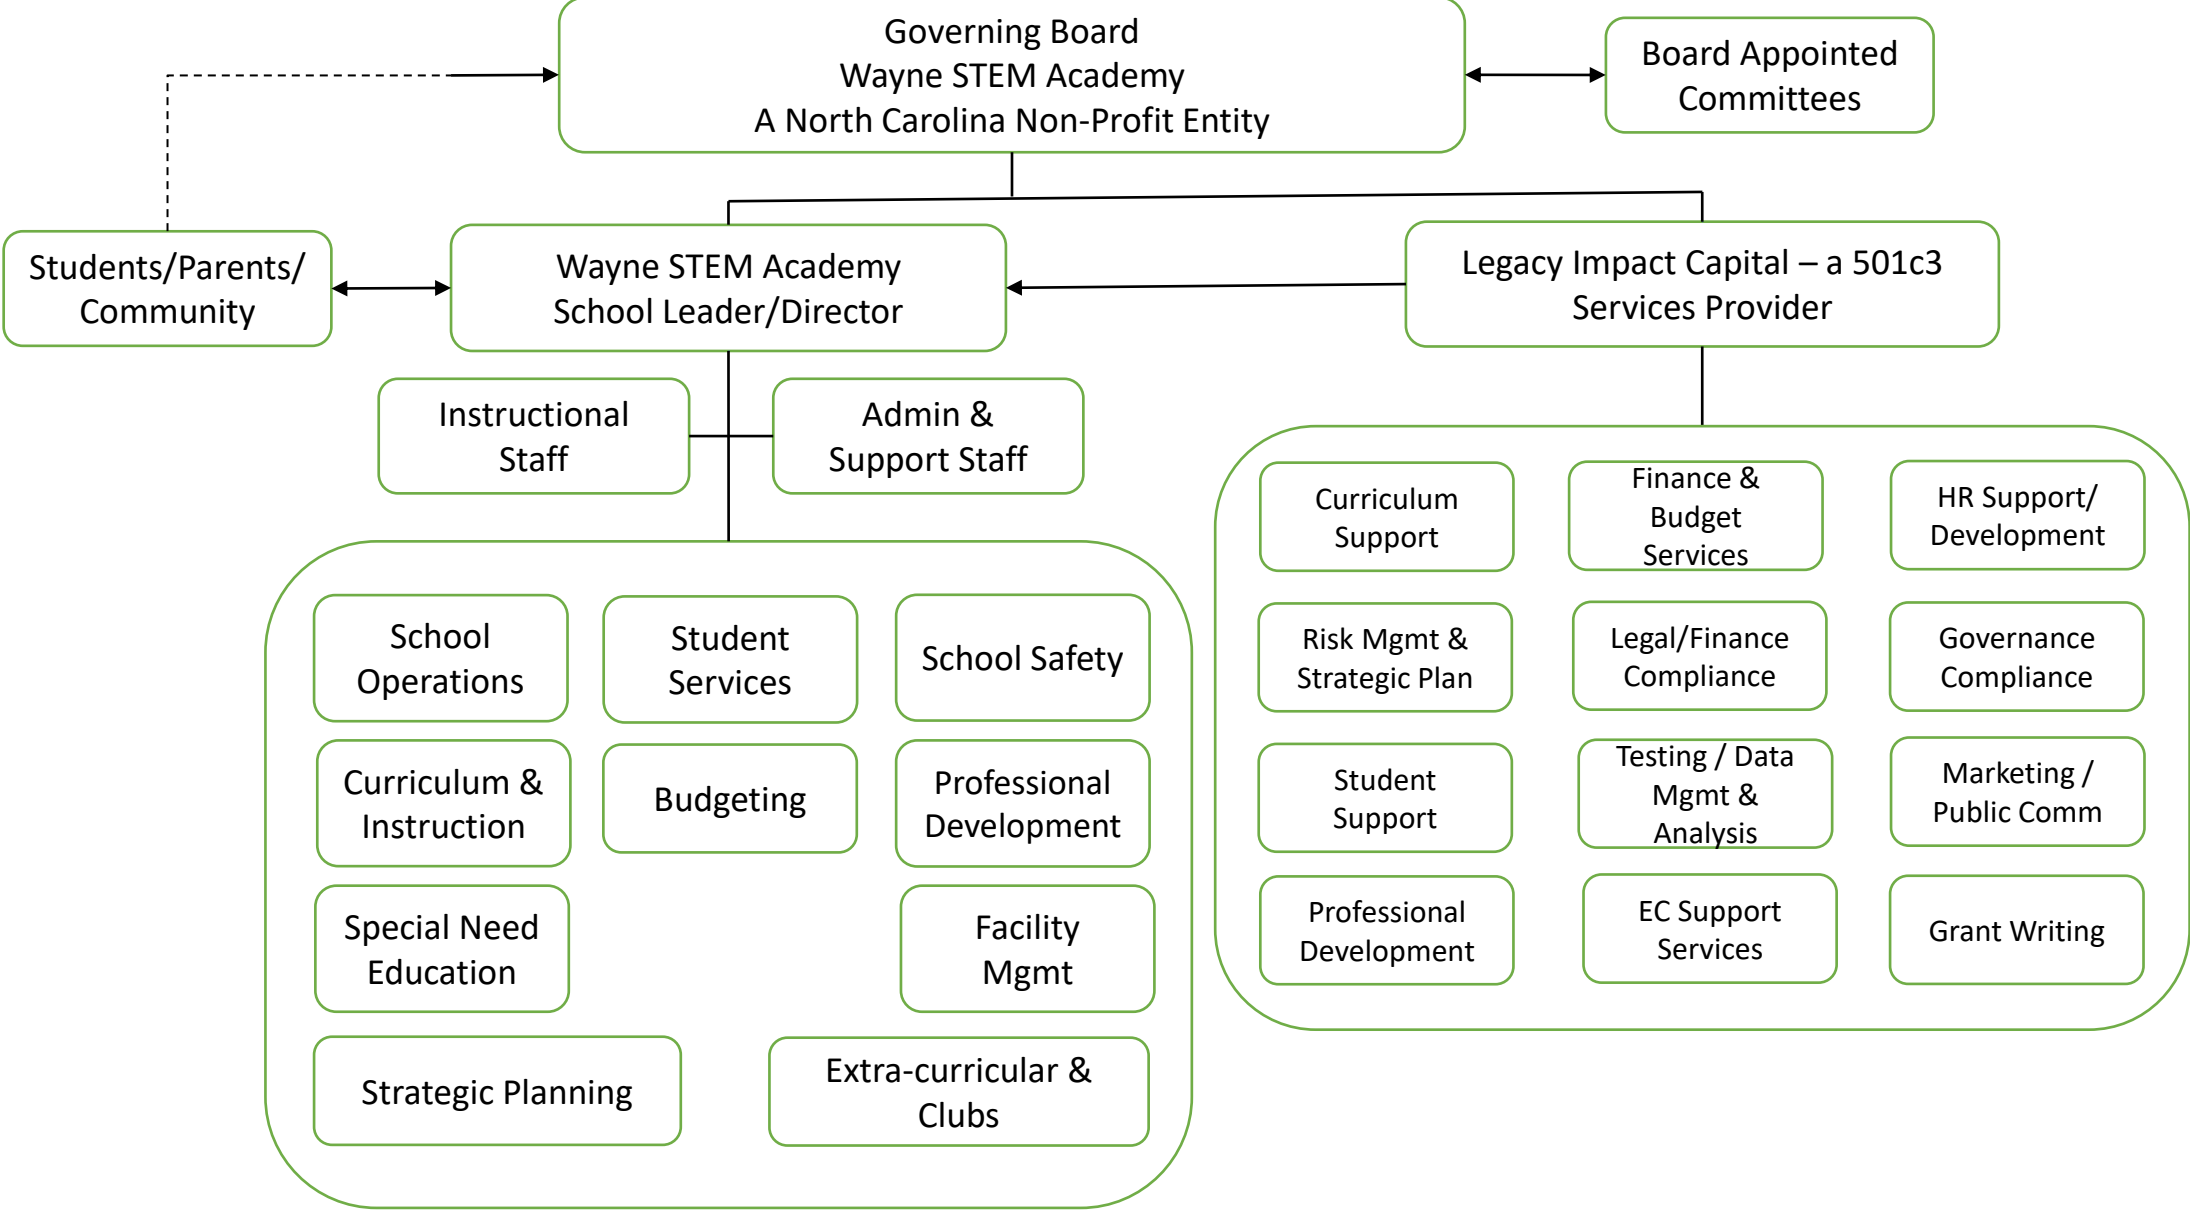 Governing Board
Wayne STEM Academy
A North Carolina Non-Profit Entity
Board Appointed
Committees
Students/Parents/
Community
Wayne STEM Academy
School Leader/Director
Legacy Impact Capital – a 501c3
Services Provider
Instructional
Staff
Admin &
Support Staff
School
Operations
Student
Services
School Safety
Curriculum &
Instruction
Budgeting
Professional
Development
Special Need
Education
Facility
Mgmt
Strategic Planning
Extra-curricular &
Clubs
Curriculum
Support
Finance &
Budget
Services
HR Support/
Development
Risk Mgmt &
Strategic Plan
Legal/Finance
Compliance
Governance
Compliance
Student
Support
Testing / Data
Mgmt &
Analysis
Marketing /
Public Comm
Professional
Development
EC Support
Services
Grant Writing